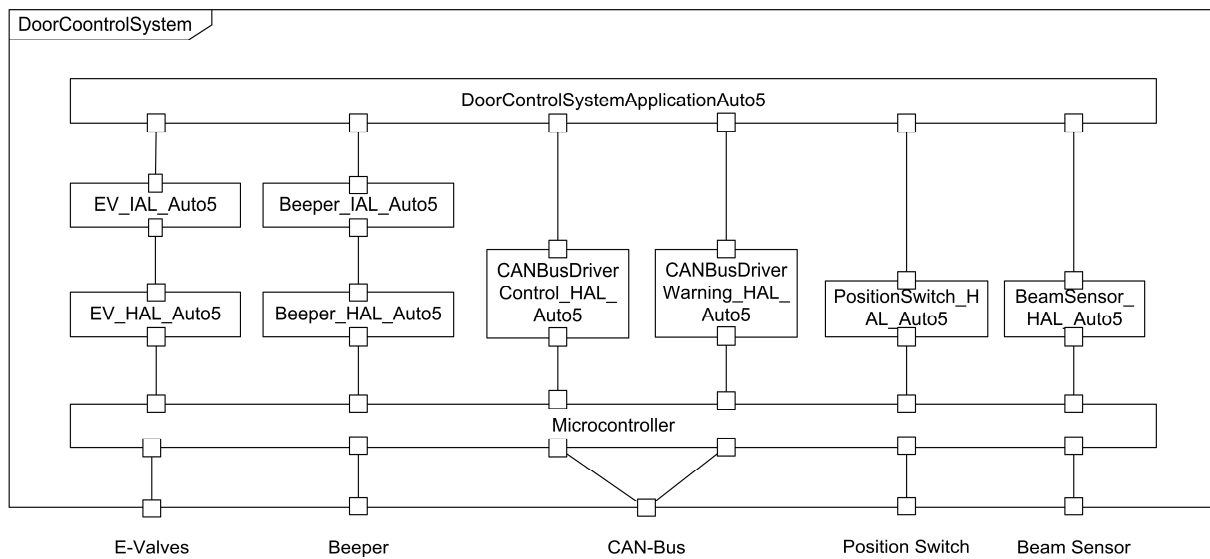 DoorCoontrolSystem
DoorControlSystemApplicationAuto5
EV_IAL_Auto5
Beeper_IAL_Auto5
CANBusDriver
Control_HAL_
Auto5
CANBusDriver
Warning_HAL_
Auto5
EV_HAL_Auto5
Beeper_HAL_Auto5
PositionSwitch_H
AL_Auto5
BeamSensor_
HAL_Auto5
Microcontroller
E-Valves
Beeper
CAN-Bus
Position Switch
Beam Sensor